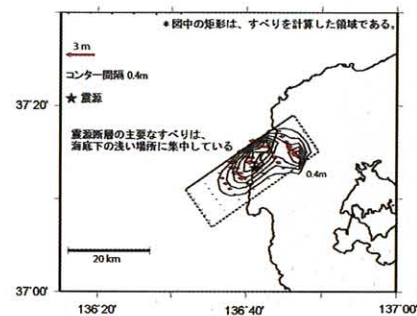 ＊図中の矩影は、すべりを計算した領域である。
3 m
コンター間隔 0.4m
★ 震源
震源断層の主要なすべりは、
海底下の浅い場所に集中している
0.4m
20 km
37°20'
37°00'
136°20'
136°40'
137°00'